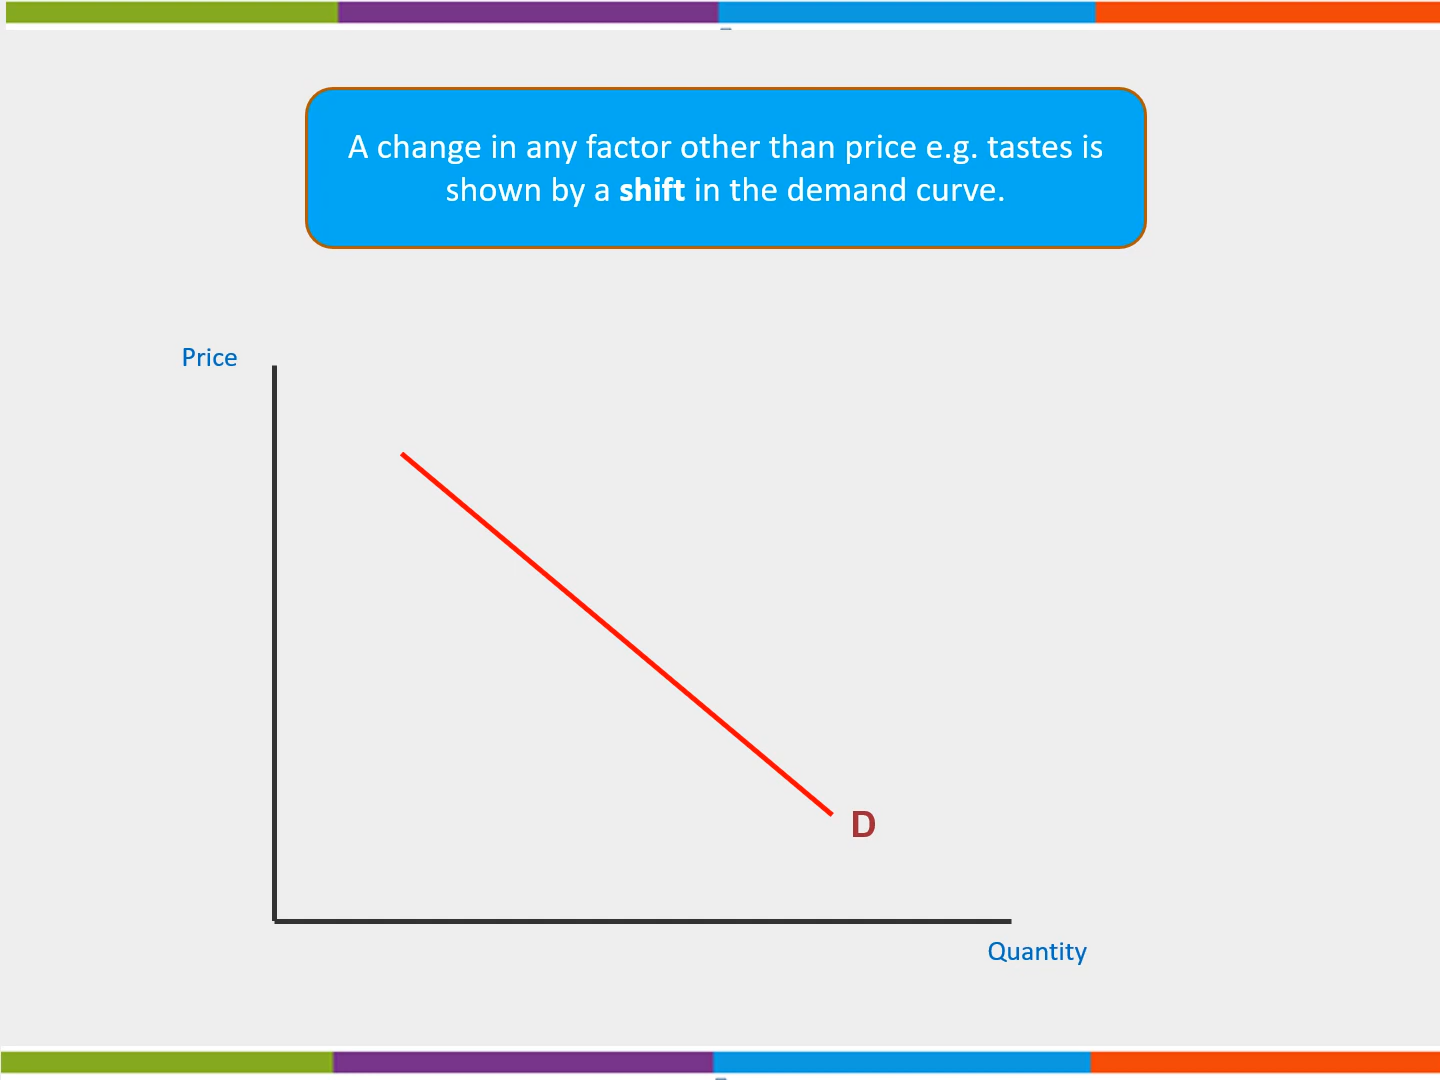 A change in any factor other than price e.g. tastes is
shown by a shift in the demand curve.
Price
D
Quantity